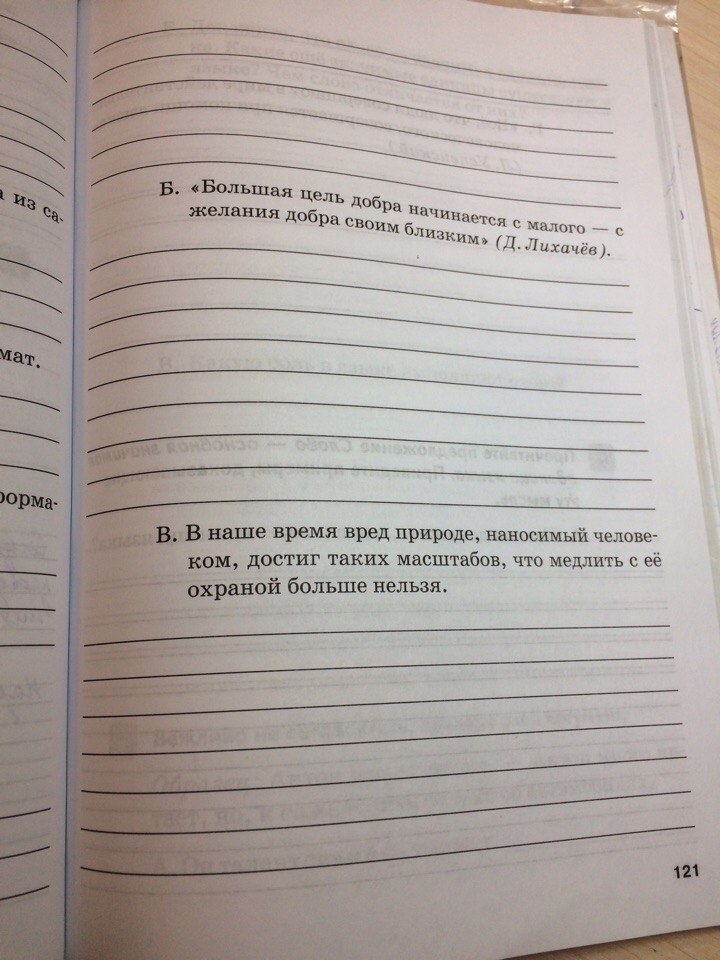 а из са-
мат.
форма-
Б. «Большая цель добра начинается с малого — с
желания добра своим близким» (Д. Лихачёв).
В. В наше время вред природе, наносимый челове-
ком, достиг таких масштабов, что медлить с её
охраной больше нельзя.
121